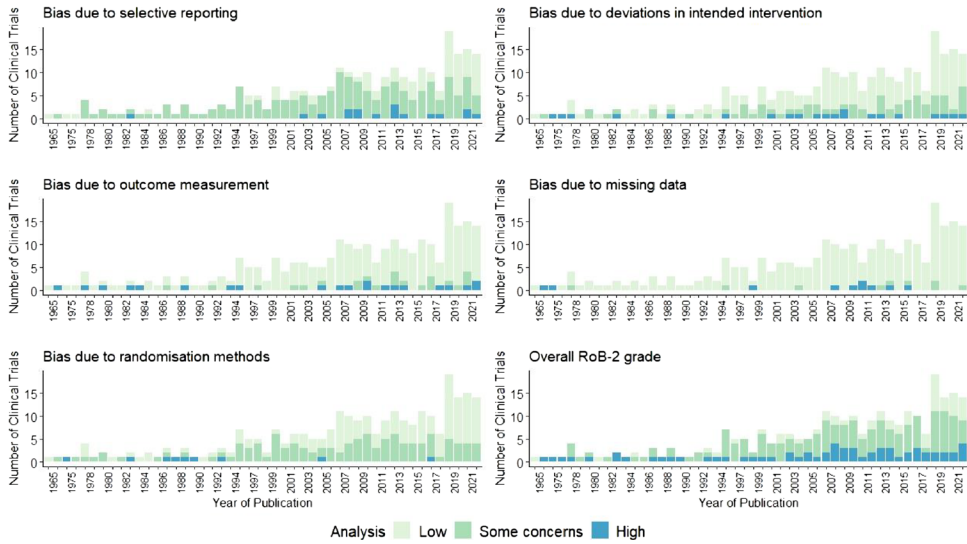 Bias due to selective reporting
Number of Clinical Trials
15
10
5
0
1965 1975 1978 1980 1982 1984 1986 1988 1990 1992 1994 1997 1999 2001 2003 2005 2007 2009 2011 2013 2015 2017 2019 2021
Bias due to deviations in intended intervention
Number of Clinical Trials
15
10
5
0
1965 1975 1978 1980 1982 1984 1986 1988 1990 1992 1994 1997 1999 2001 2003 2005 2007 2009 2011 2013 2015 2017 2019 2021
Bias due to outcome measurement
Number of Clinical Trials
15
10
5
0
1965 1975 1978 1980 1982 1984 1986 1988 1990 1992 1994 1997 1999 2001 2003 2005 2007 2009 2011 2013 2015 2017 2019 2021
Bias due to missing data
Number of Clinical Trials
15
10
5
0
1965 1975 1978 1980 1982 1984 1986 1988 1990 1992 1994 1997 1999 2001 2003 2005 2007 2009 2011 2013 2015 2017 2019 2021
Bias due to randomisation methods
Number of Clinical Trials
15
10
5
0
1965 1975 1978 1980 1982 1984 1986 1988 1990 1992 1994 1997 1999 2001 2003 2005 2007 2009 2011 2013 2015 2017 2019 2021
Year of Publication
Overall RoB-2 grade
Number of Clinical Trials
15
10
5
0
1965 1975 1978 1980 1982 1984 1986 1988 1990 1992 1994 1997 1999 2001 2003 2005 2007 2009 2011 2013 2015 2017 2019 2021
Year of Publication
Analysis Low Some concerns High